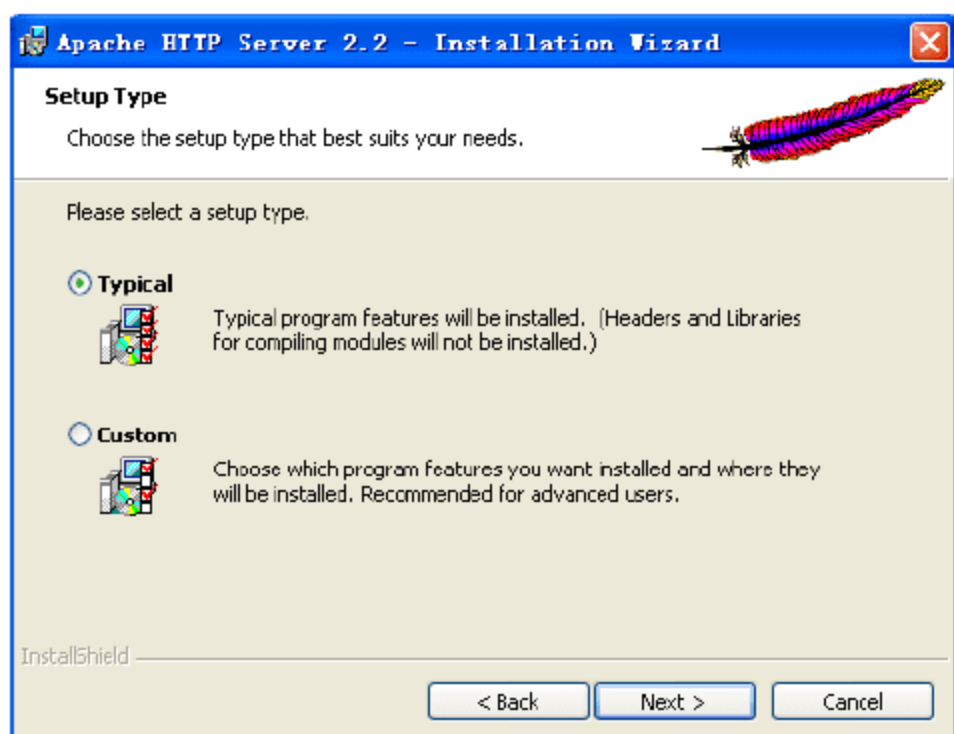 Apache HTTP Server 2.2 - Installation Wizard
Setup Type
Choose the setup type that best suits your needs.
Please select a setup type.
Typical
Typical program features will be installed. (Headers and Libraries
for compiling modules will not be installed.)
Custom
Choose which program features you want installed and where they
will be installed. Recommended for advanced users.
InstallShield
< Back
Next >
Cancel